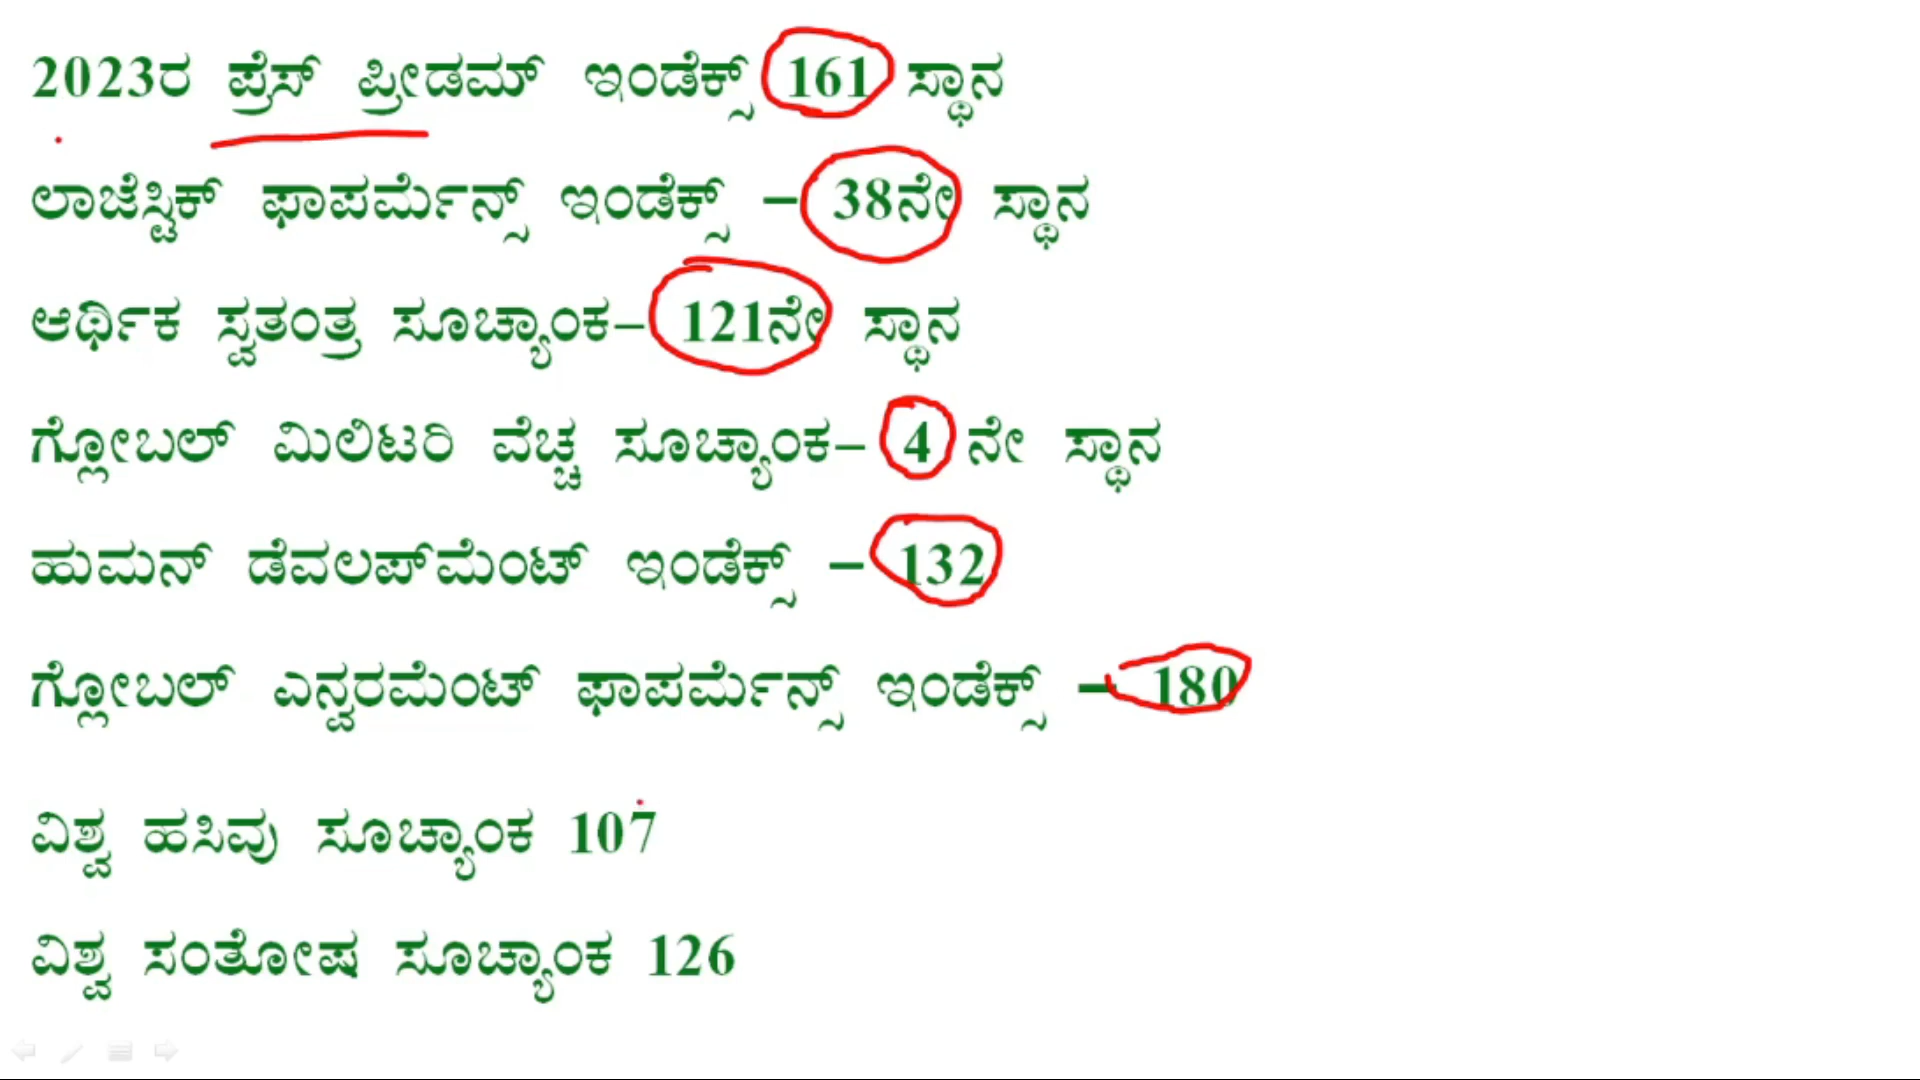 2023ರ ಪ್ರೆಸ್ ಪ್ರೀಡಮ್ ಇಂಡೆಕ್ಸ್ 161 ಸ್ಥಾನ
ಲಾಜೆಸ್ಟಿಕ್ ಫಾಪರ್ಮೆನ್ಸ್ ಇಂಡೆಕ್ಸ್ – 38ನೇ ಸ್ಥಾನ
ಆರ್ಥಿಕ ಸ್ವತಂತ್ರ ಸೂಚ್ಯಾಂಕ– 121ನೇ ಸ್ಥಾನ
ಗ್ಲೋಬಲ್ ಮಿಲಿಟರಿ ವೆಚ್ಚ ಸೂಚ್ಯಾಂಕ– 4 ನೇ ಸ್ಥಾನ
ಹುಮನ್ ಡೆವಲಪ್‌ಮೆಂಟ್ ಇಂಡೆಕ್ಸ್ – 132
ಗ್ಲೋಬಲ್ ಎನ್ವರಮೆಂಟ್ ಫಾಪರ್ಮೆನ್ಸ್ ಇಂಡೆಕ್ಸ್ – 180
ವಿಶ್ವ ಹಸಿವು ಸೂಚ್ಯಾಂಕ 107
ವಿಶ್ವ ಸಂತೋಷ ಸೂಚ್ಯಾಂಕ 126